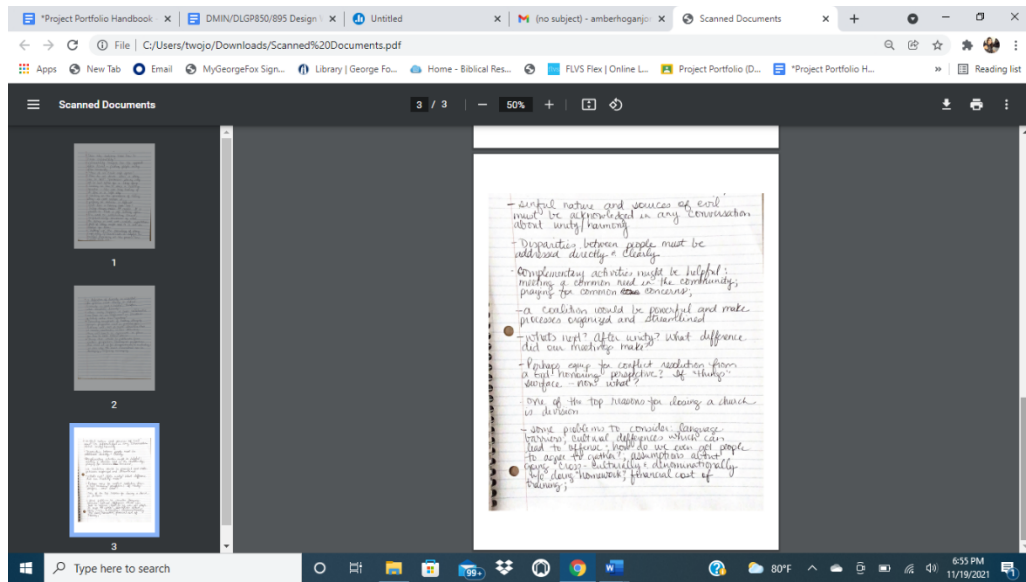 *Project Portfolio Handbook
DMIN/DLGP850/895 Design
Untitled
(no subject) - amberhoganjo
Scanned Documents
File | C:/Users/twojo/Downloads/Scanned%20Documents.pdf
Apps
New Tab
Email
MyGeorgeFox Sign...
Library | George Fo...
Home - Biblical Res...
FLVS Flex | Online L...
Project Portfolio (D...
*Project Portfolio H...
»
Reading list
Scanned Documents
3 / 3
50%
1
2
3
- sinful nature and sources of evil
must be acknowledged in any conversation
about unity/harmony
- Disparities between people must be
addressed directly & clearly
- Complementary activities might be helpful:
meeting a common need in the community;
praying for common concerns;
- a coalition would be powerful and make
processes organized and streamlined
- whats next? After unity? What difference
did our meetings make?
- Perhaps equip for conflict resolution from
a God honoring perspective? If "things"
surface - now what?
- One of the top reasons for closing a church
is division
- some problems to consider: language
barriers, cultural differences which can
lead to offense; how do we even get people
to agree to gather?, assumptions about
going "cross-culturally & denominationally
w/o doing "homework"; financial cost of
training;
Type here to search
99+
80°F
6:55 PM
11/19/2021